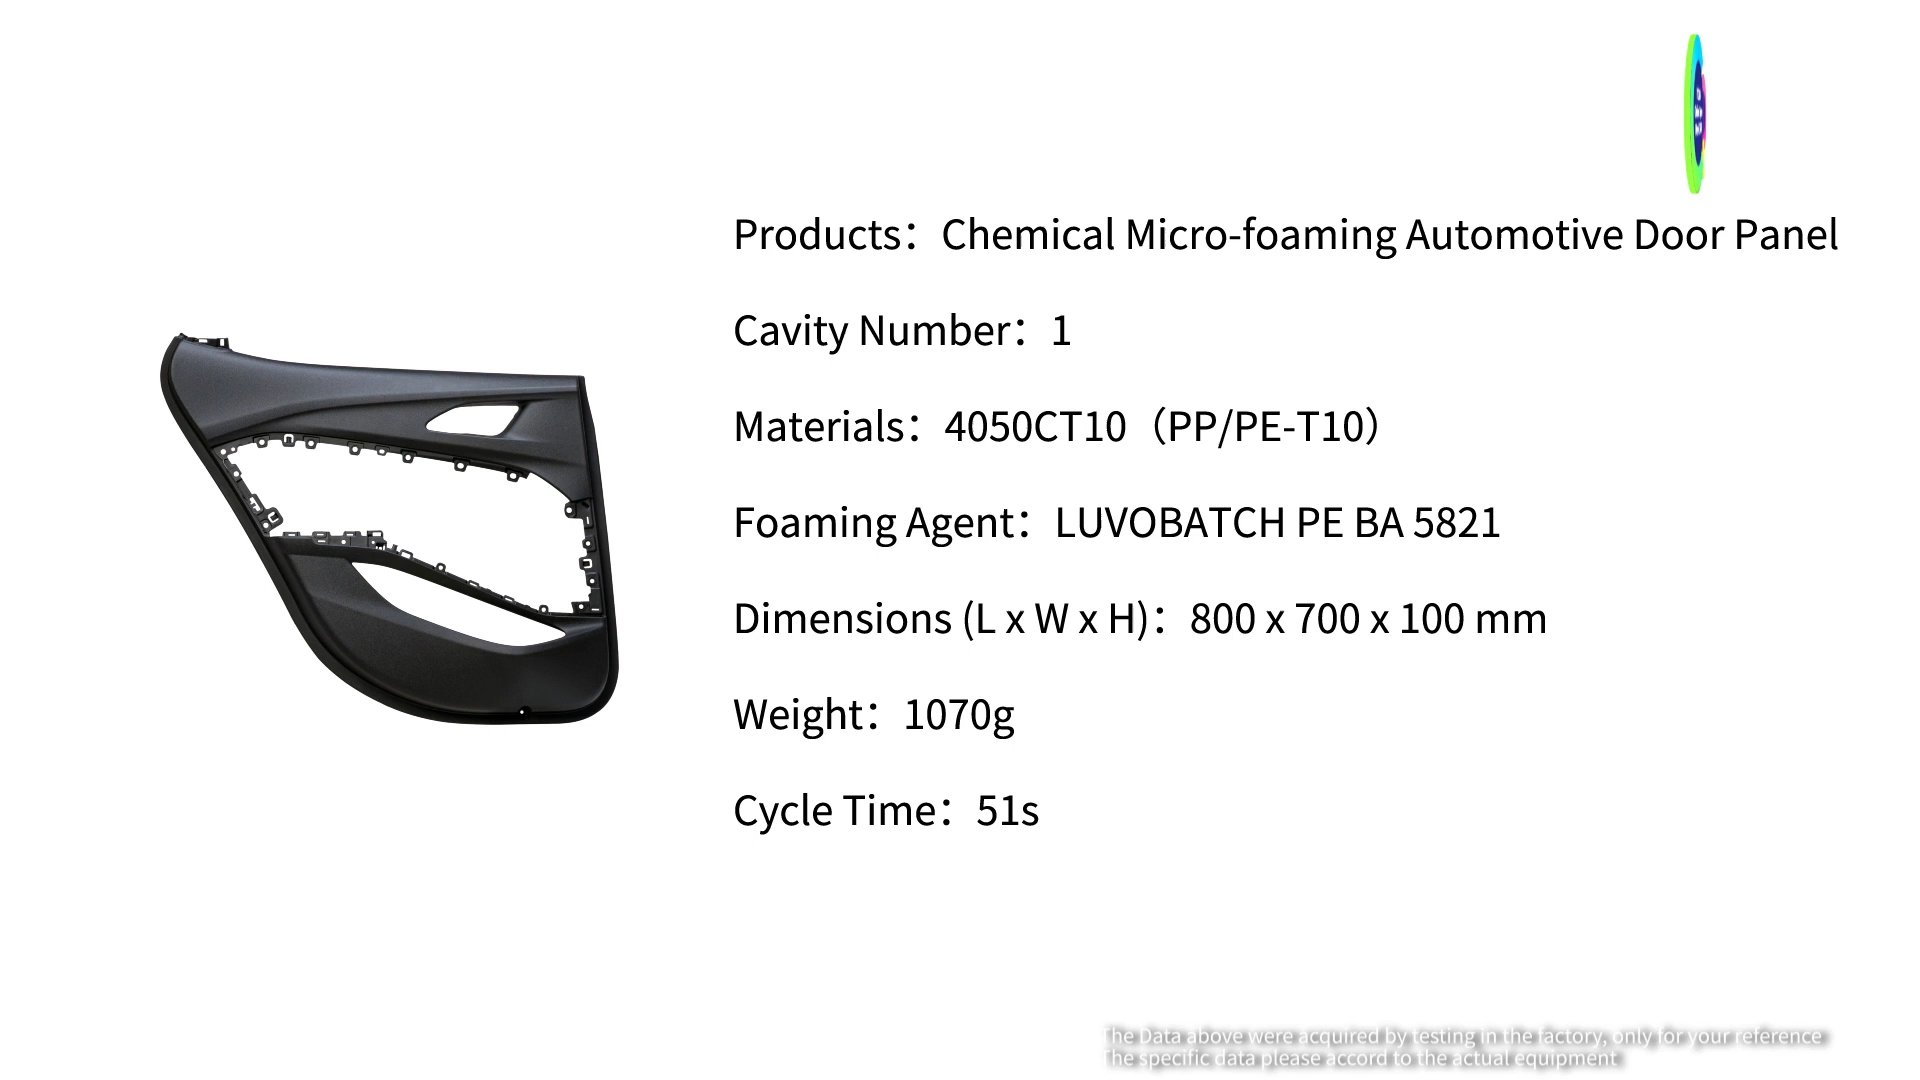 Products：Chemical Micro-foaming Automotive Door Panel
Cavity Number：1
Materials：4050CT10（PP/PE-T10）
Foaming Agent：LUVOBATCH PE BA 5821
Dimensions (L x W x H)：800 x 700 x 100 mm
Weight：1070g
Cycle Time：51s
The Data above were acquired by testing in the factory, only for your reference
The specific data please accord to the actual equipment